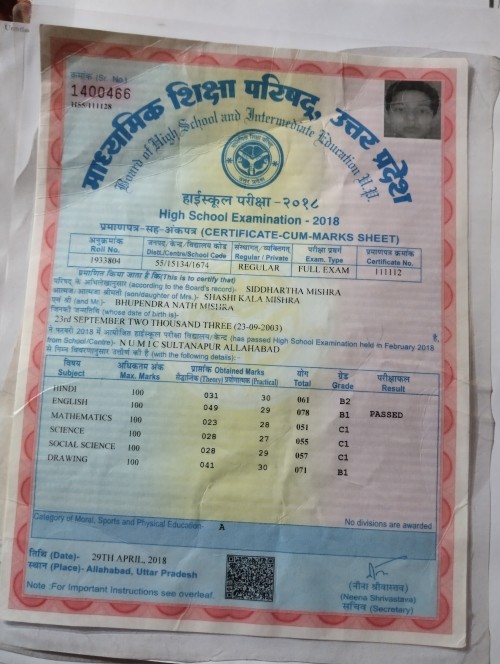 क्रमांक (Sr. No.)
1400466
H55/111128
माध्यमिक शिक्षा परिषद, उत्तर प्रदेश
Board of High School and Intermediate Education U.P.
हाईस्कूल परीक्षा - २०१८
High School Examination - 2018
प्रमाणपत्र-सह-अंकपत्र (CERTIFICATE-CUM-MARKS SHEET)
अनुक्रमांक जनपद/केन्द्र/विद्यालय कोड संस्थागत/व्यक्तिगत परीक्षा प्रवर्ग प्रमाणपत्र क्रमांक
Roll No. Distt./Centre/School Code Regular / Private Exam. Type Certificate No.
1933804 55/15134/1674 REGULAR FULL EXAM 111112
प्रमाणित किया जाता है कि (This is to certify that)
परिषद् के अभिलेखानुसार (according to the Board's record)- SIDDHARTHA MISHRA
आत्मज/आत्मजा श्रीमती (son/daughter of Mrs.)- SHASHI KALA MISHRA
एवं श्री (and Mr.)- BHUPENDRA NATH MISHRA
जिनकी जन्मतिथि (whose date of birth is)-
23rd SEPTEMBER TWO THOUSAND THREE (23-09-2003)
ने फरवरी 2018 में आयोजित हाईस्कूल परीक्षा विद्यालय/केन्द्र (has passed High School Examination held in February 2018
from School/Centre)- N U M I C SULTANAPUR ALLAHABAD
से निम्न विवरणानुसार उत्तीर्ण की है (with the following details) :-
विषय अधिकतम अंक प्राप्तांक Obtained Marks योग ग्रेड परीक्षाफल
Subject Max. Marks सैद्धान्तिक (Theory) प्रयोगात्मक (Practical) Total Grade Result
HINDI 100 031 30 061 B2
ENGLISH 100 049 29 078 B1 PASSED
MATHEMATICS 100 023 28 051 C1
SCIENCE 100 028 27 055 C1
SOCIAL SCIENCE 100 028 29 057 C1
DRAWING 100 041 30 071 B1
Category of Moral, Sports and Physical Education- A No divisions are awarded
तिथि (Date)- 29TH APRIL, 2018
स्थान (Place)- Allahabad, Uttar Pradesh
Note :For Important Instructions see overleaf.
(नीना श्रीवास्तव)
(Neena Shrivastava)
सचिव (Secretary)